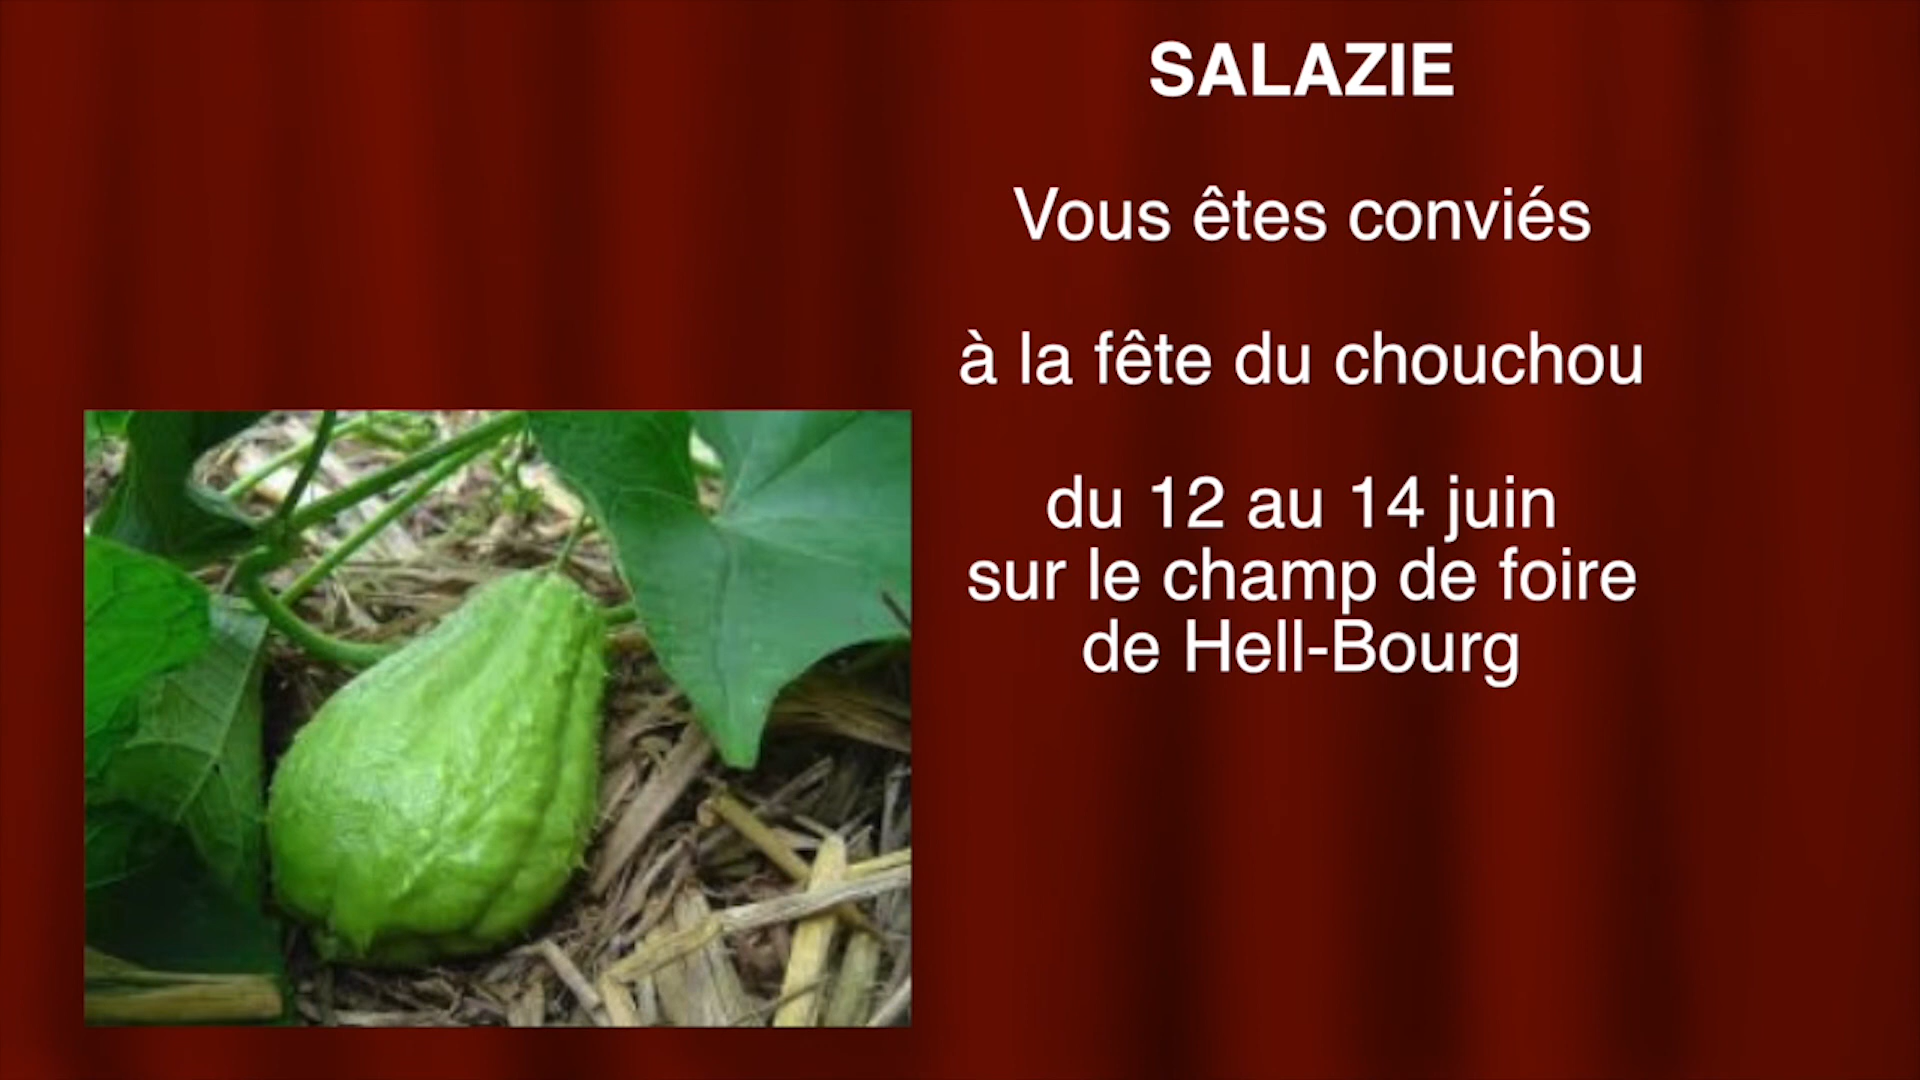 SALAZIE
Vous êtes conviés
à la fête du chouchou
du 12 au 14 juin
sur le champ de foire
de Hell-Bourg